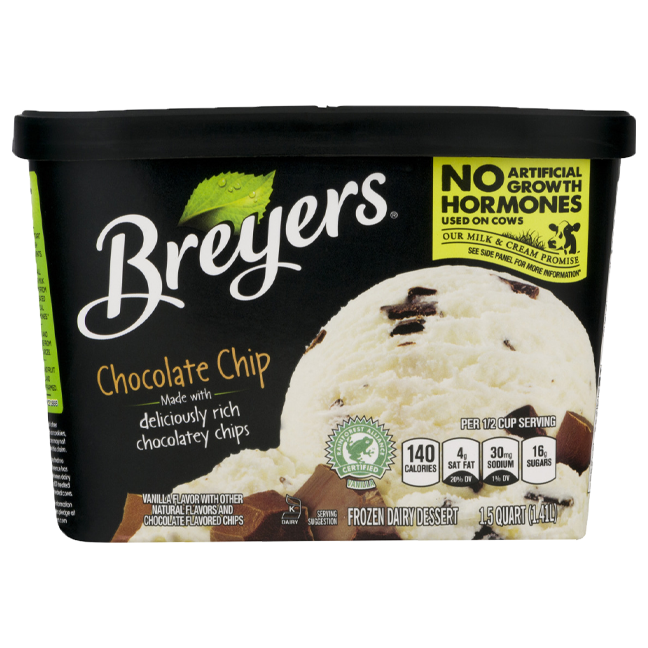 Breyers®
Chocolate Chip
Made with
deliciously rich
chocolatey chips
NO ARTIFICIAL
GROWTH
HORMONES
USED ON COWS
OUR MILK & CREAM PROMISE
SEE SIDE PANEL FOR MORE INFORMATION*
RAINFOREST ALLIANCE
CERTIFIED
VANILLA
PER 1/2 CUP SERVING
140
CALORIES
4g
SAT FAT
20% DV
30mg
SODIUM
1% DV
16g
SUGARS
VANILLA FLAVOR WITH OTHER
NATURAL FLAVORS AND
CHOCOLATE FLAVORED CHIPS
K
DAIRY
SERVING
SUGGESTION
FROZEN DAIRY DESSERT
1.5 QUART (1.41L)